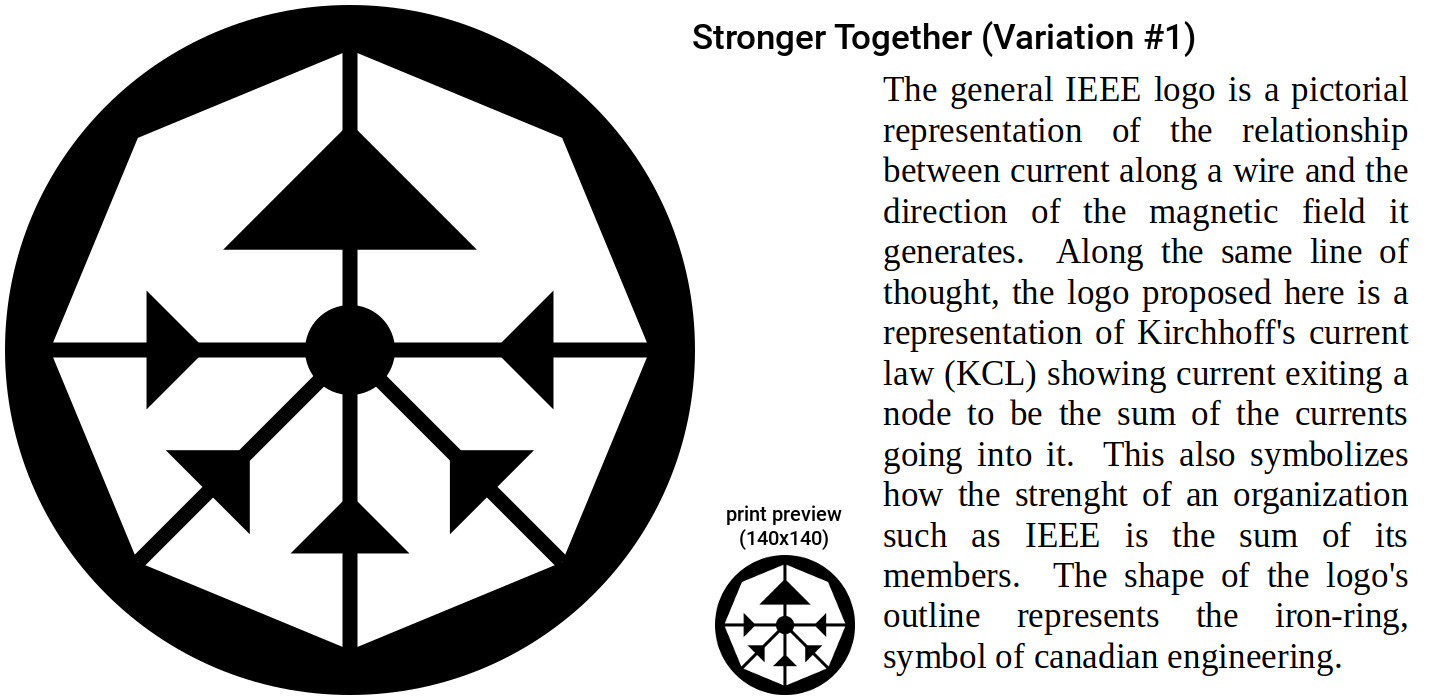 Stronger Together (Variation #1)
The general IEEE logo is a pictorial
representation of the relationship
between current along a wire and the
direction of the magnetic field it
generates. Along the same line of
thought, the logo proposed here is a
representation of Kirchhoff's current
law (KCL) showing current exiting a
node to be the sum of the currents
going into it. This also symbolizes
how the strenght of an organization
such as IEEE is the sum of its
members. The shape of the logo's
outline represents the iron-ring,
symbol of canadian engineering.
print preview
(140x140)